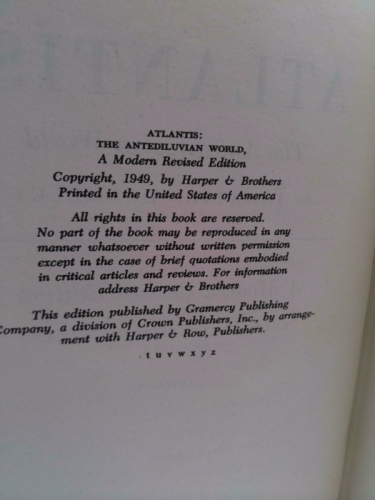 ATLANTIS:
THE ANTEDILUVIAN WORLD,
A Modern Revised Edition
Copyright, 1949, by Harper & Brothers
Printed in the United States of America
All rights in this book are reserved.
No part of the book may be reproduced in any
manner whatsoever without written permission
except in the case of brief quotations embodied
in critical articles and reviews. For information
address Harper & Brothers
This edition published by Gramercy Publishing
Company, a division of Crown Publishers, Inc., by arrange-
ment with Harper & Row, Publishers.
t u v w x y z